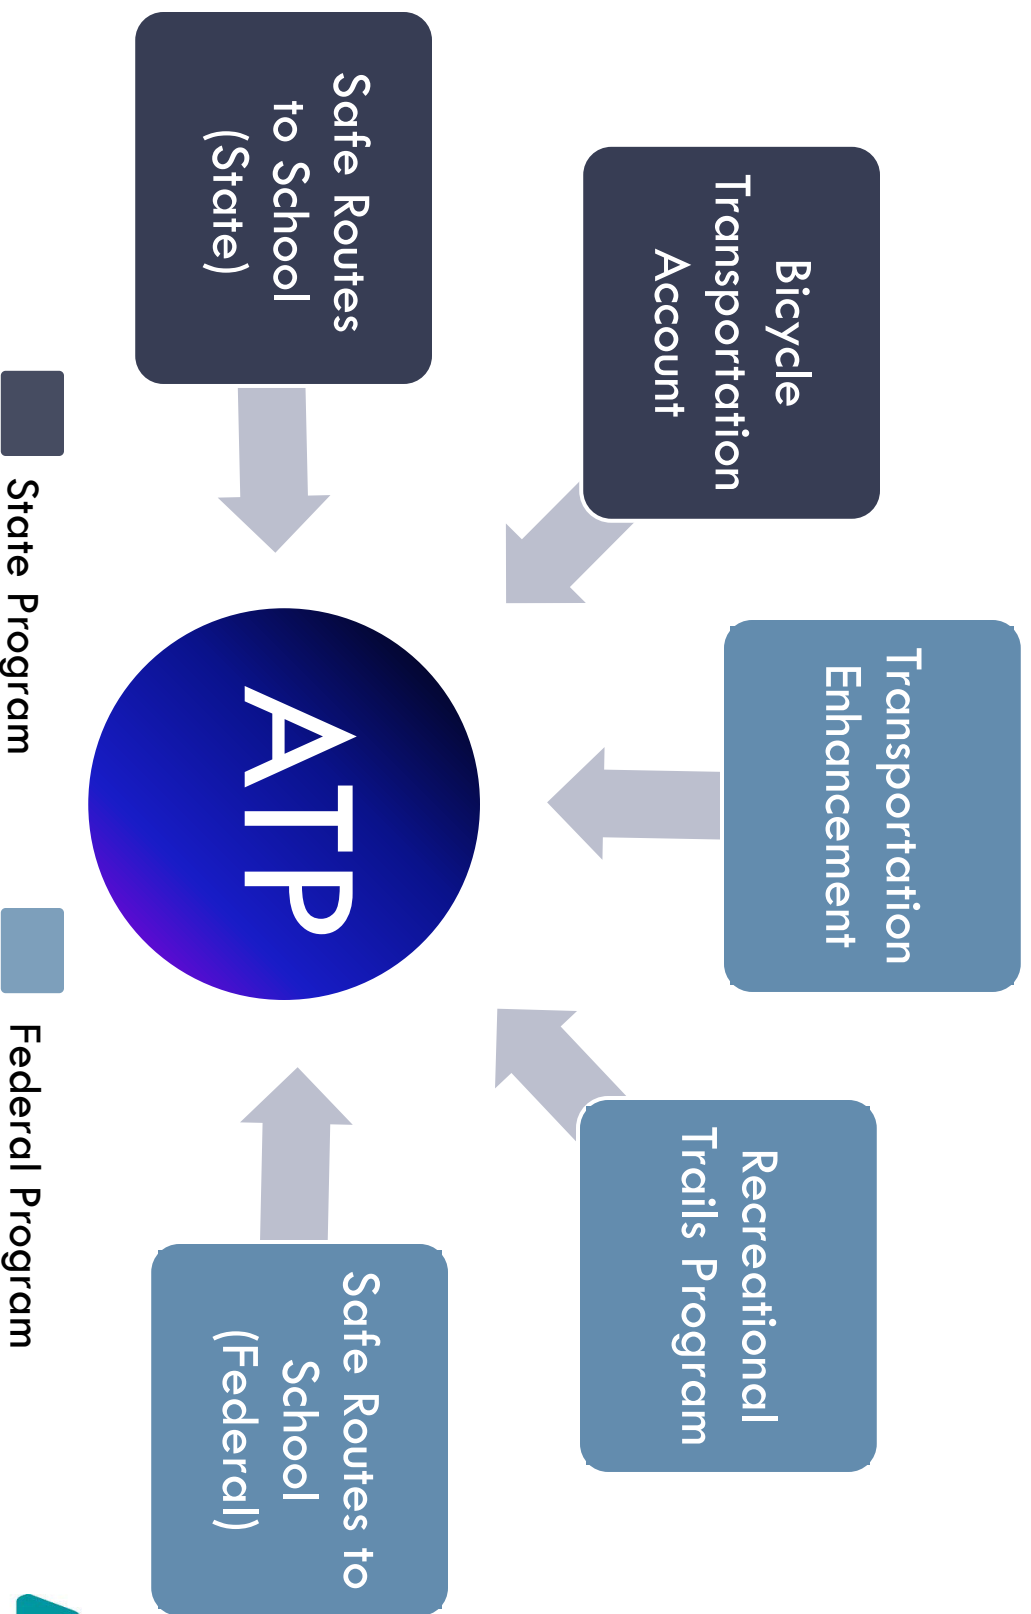 Safe Routes
to School
(State)
Bicycle
Transportation
Account
Transportation
Enhancement
Recreational
Trails Program
Safe Routes to
School
(Federal)
ATP
State Program
Federal Program